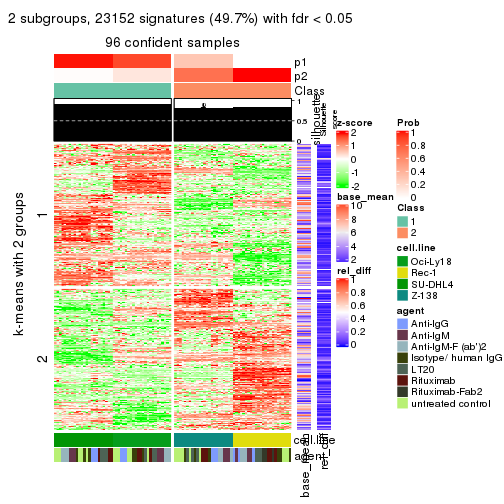 2 subgroups, 23152 signatures (49.7%) with fdr < 0.05
96 confident samples
p1
p2
Class
1
0.5
0
silhouette
silhouette
score
k-means with 2 groups
1
2
cell.line
agent
base_mean
rel_diff
z-score
2
1
0
-1
-2
base_mean
10
8
6
4
2
rel_diff
1
0.8
0.6
0.4
0.2
0
Prob
1
0.8
0.6
0.4
0.2
0
Class
1
2
cell.line
Oci-Ly18
Rec-1
SU-DHL4
Z-138
agent
Anti-IgG
Anti-IgM
Anti-IgM-F (ab')2
Isotype/ human IgG
LT20
Rituximab
Rituximab-Fab2
untreated control